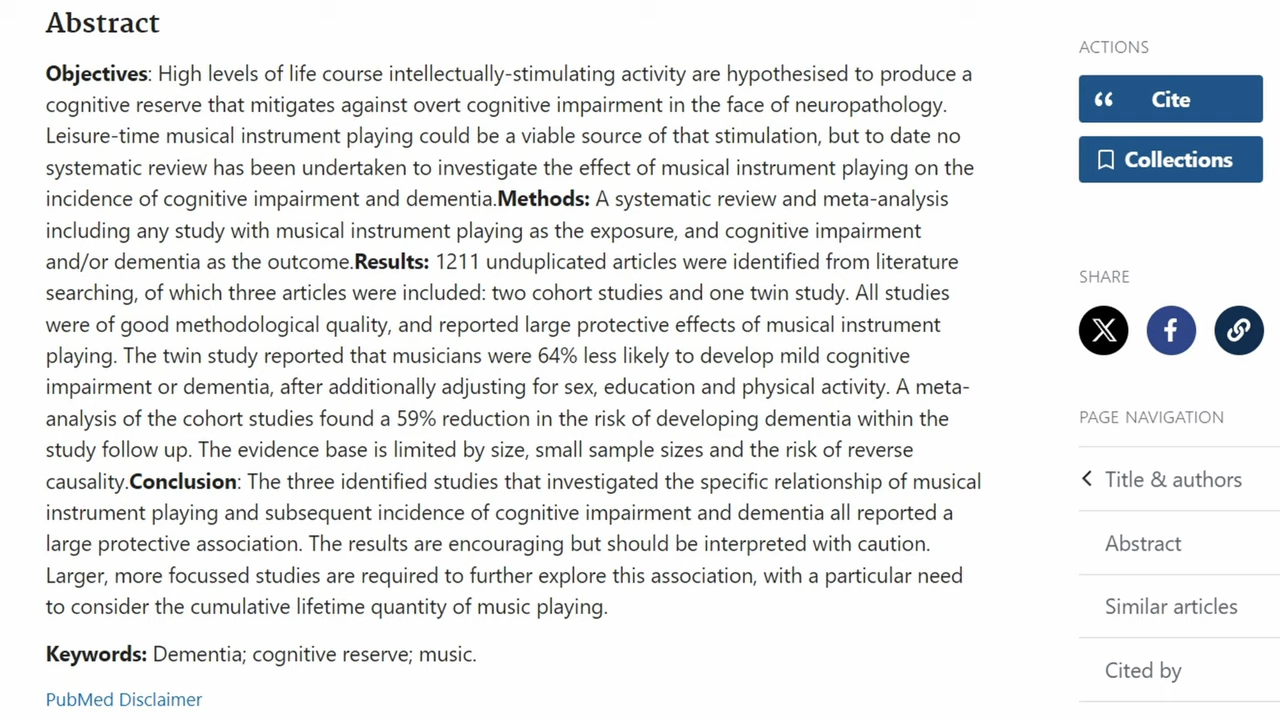 Abstract
Objectives: High levels of life course intellectually-stimulating activity are hypothesised to produce a
cognitive reserve that mitigates against overt cognitive impairment in the face of neuropathology.
Leisure-time musical instrument playing could be a viable source of that stimulation, but to date no
systematic review has been undertaken to investigate the effect of musical instrument playing on the
incidence of cognitive impairment and dementia.Methods: A systematic review and meta-analysis
including any study with musical instrument playing as the exposure, and cognitive impairment
and/or dementia as the outcome.Results: 1211 unduplicated articles were identified from literature
searching, of which three articles were included: two cohort studies and one twin study. All studies
were of good methodological quality, and reported large protective effects of musical instrument
playing. The twin study reported that musicians were 64% less likely to develop mild cognitive
impairment or dementia, after additionally adjusting for sex, education and physical activity. A meta-
analysis of the cohort studies found a 59% reduction in the risk of developing dementia within the
study follow up. The evidence base is limited by size, small sample sizes and the risk of reverse
causality.Conclusion: The three identified studies that investigated the specific relationship of musical
instrument playing and subsequent incidence of cognitive impairment and dementia all reported a
large protective association. The results are encouraging but should be interpreted with caution.
Larger, more focussed studies are required to further explore this association, with a particular need
to consider the cumulative lifetime quantity of music playing.
Keywords: Dementia; cognitive reserve; music.
PubMed Disclaimer
ACTIONS
Cite
Collections
SHARE
PAGE NAVIGATION
Title & authors
Abstract
Similar articles
Cited by